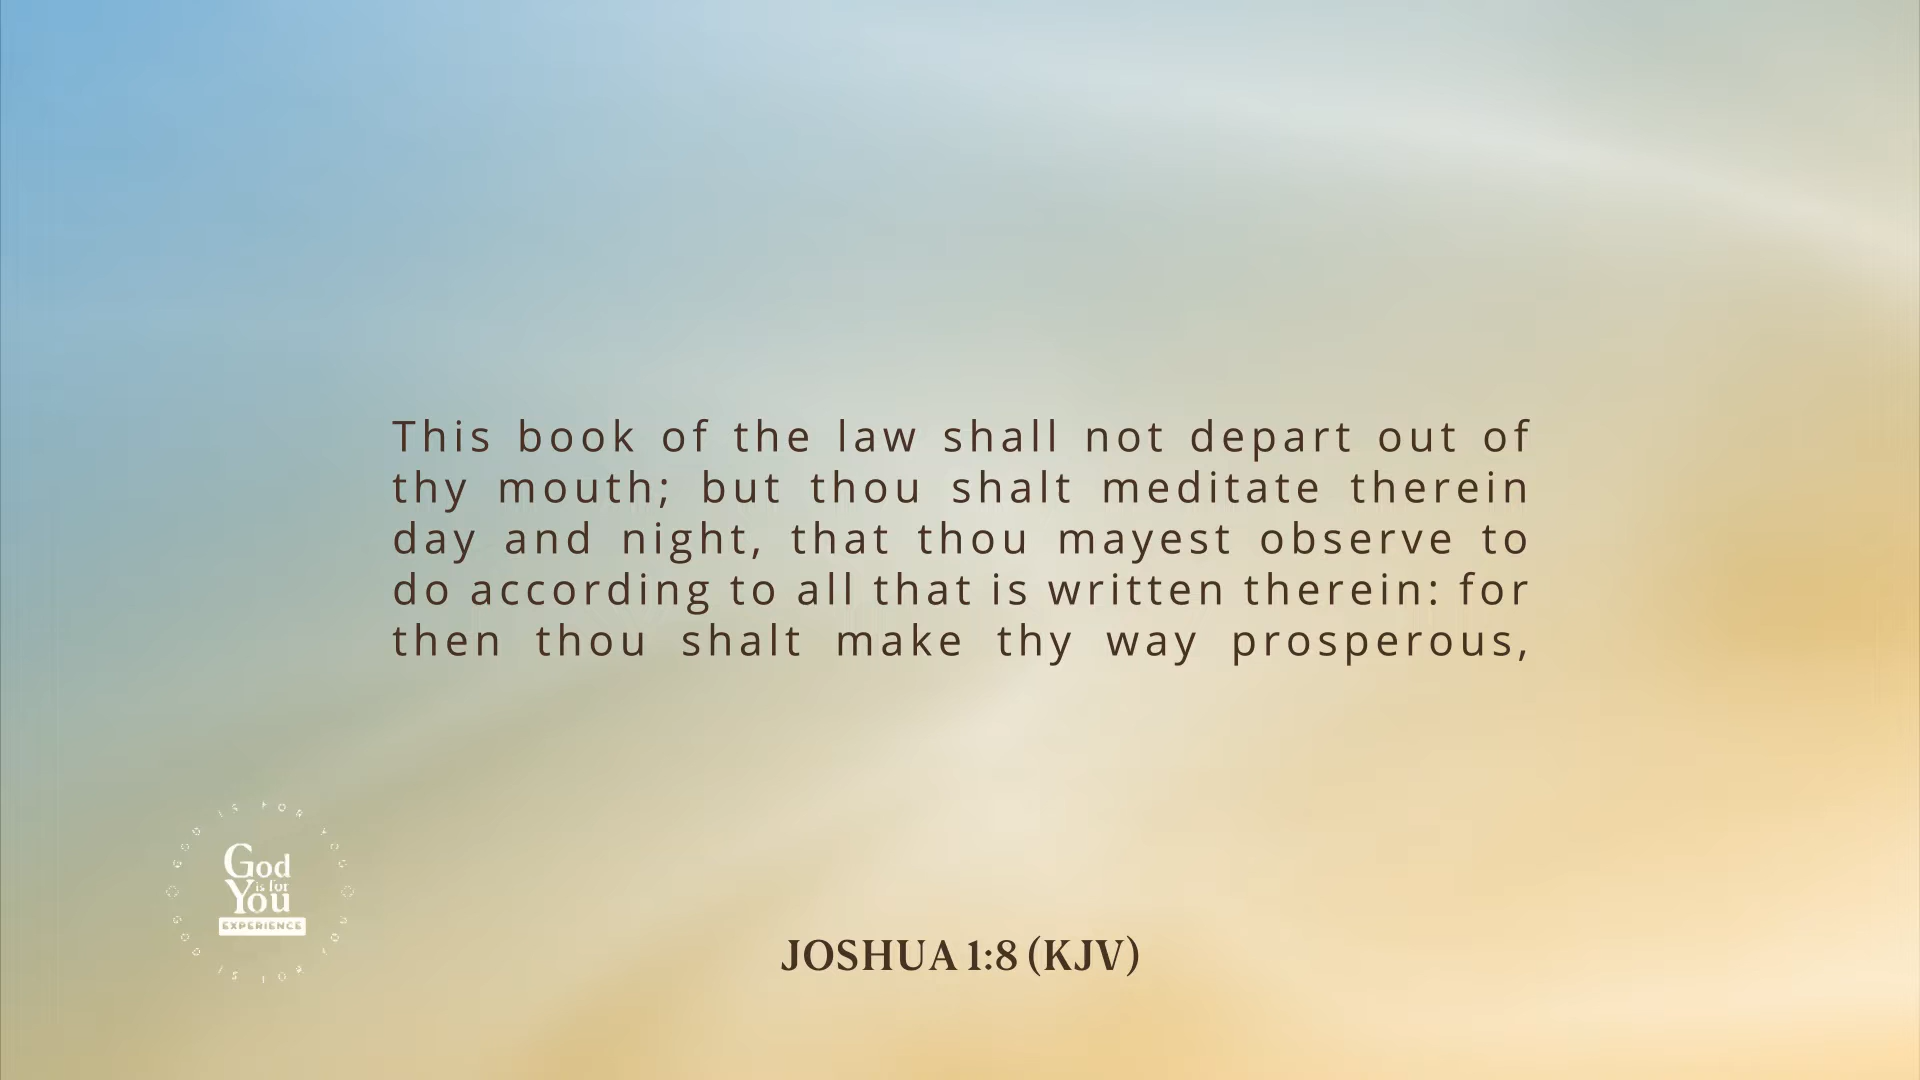 This book of the law shall not depart out of
thy mouth; but thou shalt meditate therein
day and night, that thou mayest observe to
do according to all that is written therein: for
then thou shalt make thy way prosperous,
God
is for
You
EXPERIENCE
JOSHUA 1:8 (KJV)